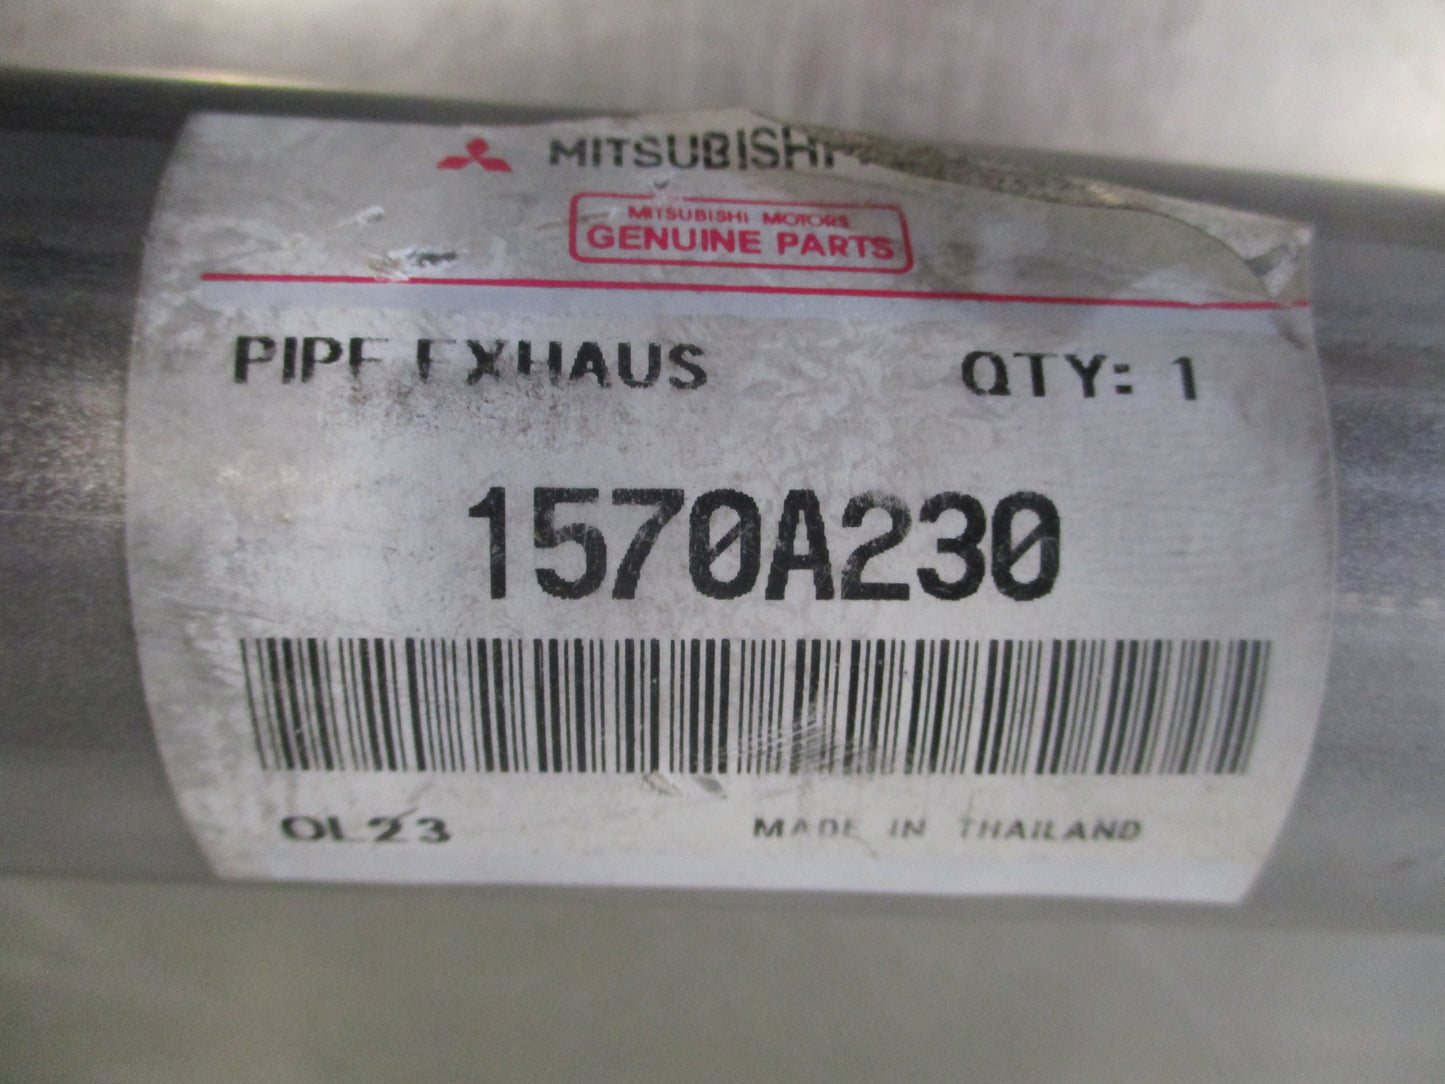 MITSUBISHI
MITSUBISHI MOTORS
GENUINE PARTS
PIPE EXHAUS QTY: 1
1570A230
OL23 MADE IN THAILAND